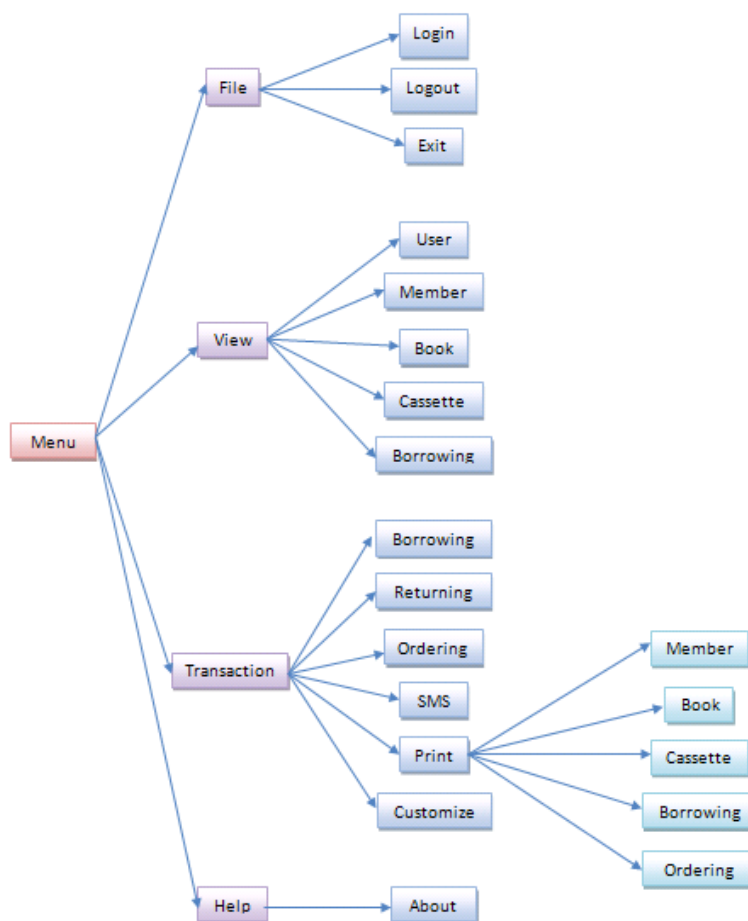 Menu
File
Login
Logout
Exit
View
User
Member
Book
Cassette
Borrowing
Transaction
Borrowing
Returning
Ordering
SMS
Print
Member
Book
Cassette
Borrowing
Ordering
Customize
Help
About